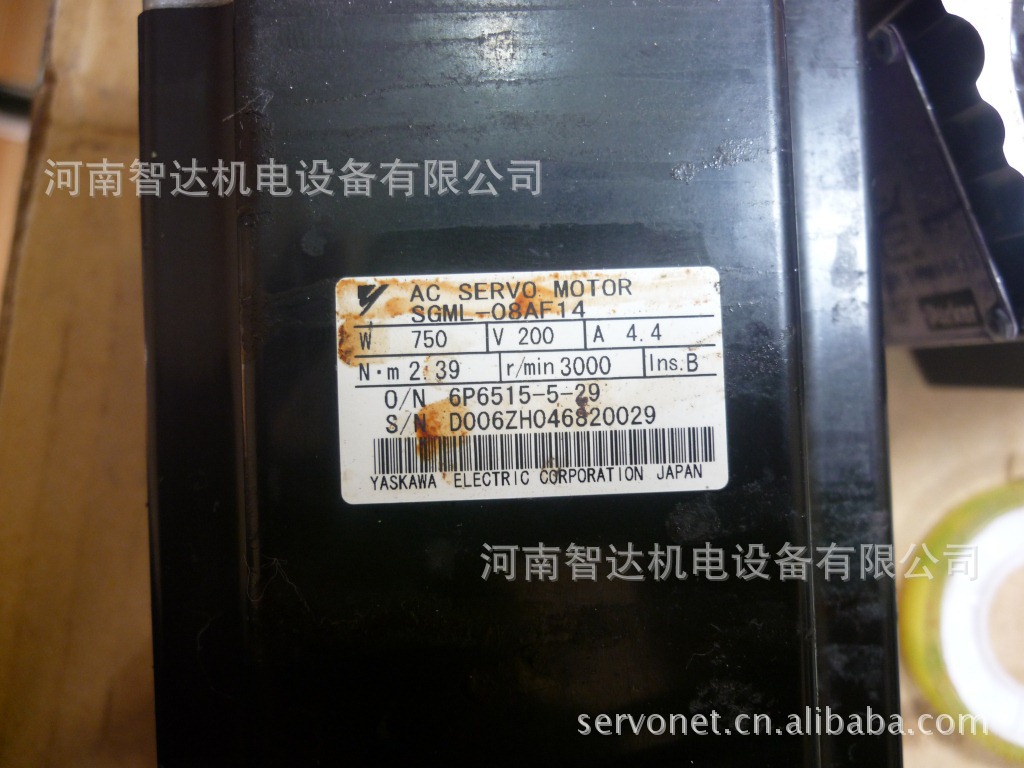 河南智达机电设备有限公司
AC SERVO MOTOR
SGML-08AF14
W 750 V 200 A 4.4
N·m 2.39 r/min 3000 Ins.B
O/N 6P6515-5-29
S/N D006ZH046820029
YASKAWA ELECTRIC CORPORATION JAPAN
河南智达机电设备有限公司
servonet.cn.alibaba.com